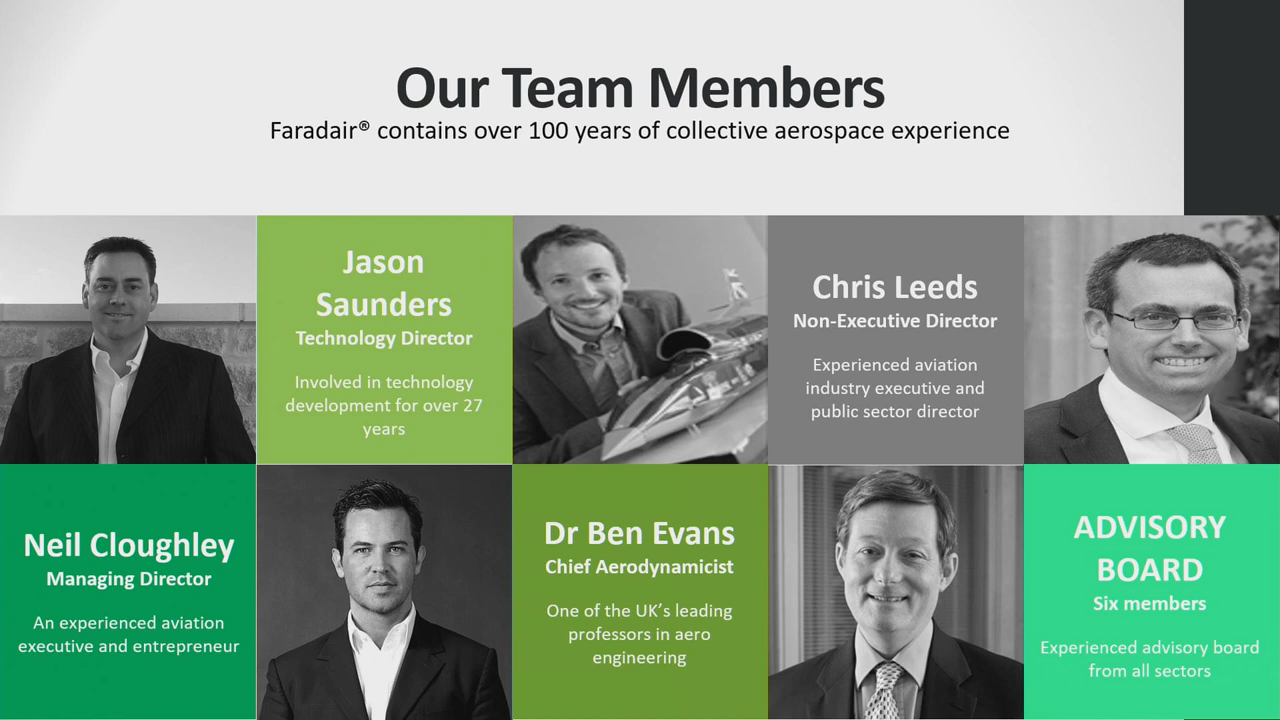 Our Team Members
Faradair® contains over 100 years of collective aerospace experience
Jason
Saunders
Technology Director
Involved in technology
development for over 27
years
Chris Leeds
Non-Executive Director
Experienced aviation
industry executive and
public sector director
Neil Cloughley
Managing Director
An experienced aviation
executive and entrepreneur
Dr Ben Evans
Chief Aerodynamicist
One of the UK’s leading
professors in aero
engineering
ADVISORY
BOARD
Six members
Experienced advisory board
from all sectors